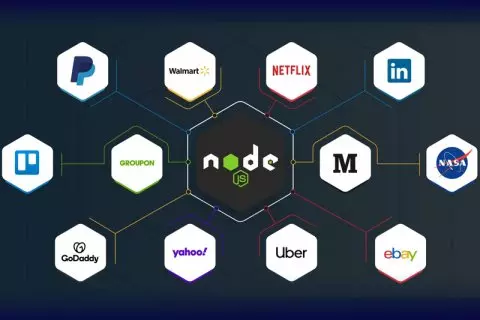 P
Walmart
NETFLIX
in
GROUPON
node
JS
M
NASA
GoDaddy
yahoo!
Uber
ebay